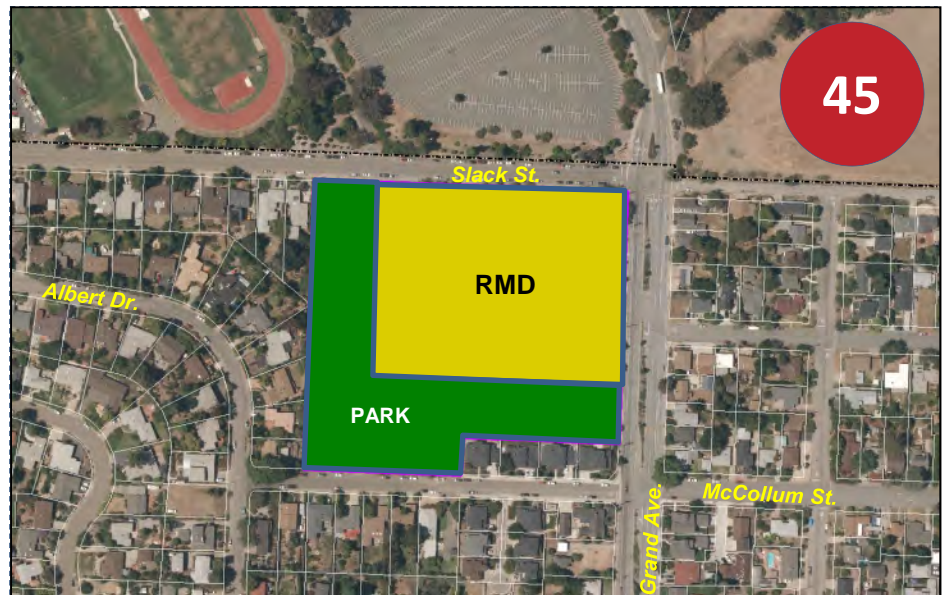 45
Slack St.
RMD
Albert Dr.
PARK
McCollum St.
Grand Ave.